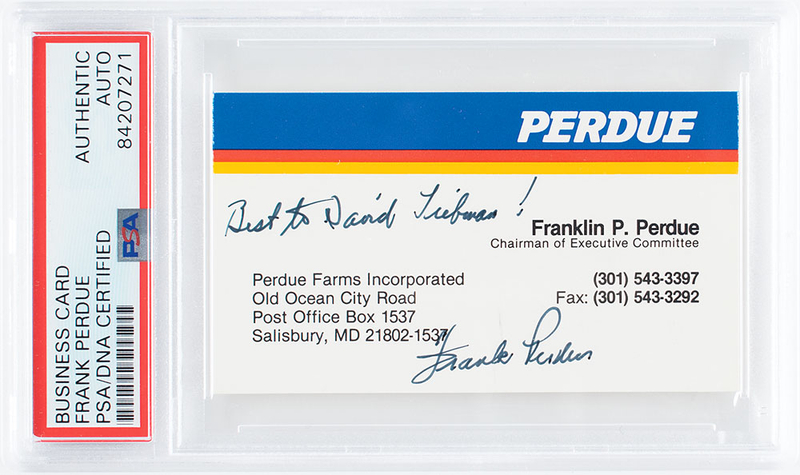 BUSINESS CARD
FRANK PERDUE
PSA/DNA CERTIFIED
AUTHENTIC
AUTO
84207271
PSA
PERDUE
Best to David Liebman!
Franklin P. Perdue
Chairman of Executive Committee
Perdue Farms Incorporated
Old Ocean City Road
Post Office Box 1537
Salisbury, MD 21802-1537
(301) 543-3397
Fax: (301) 543-3292
Frank Perdue